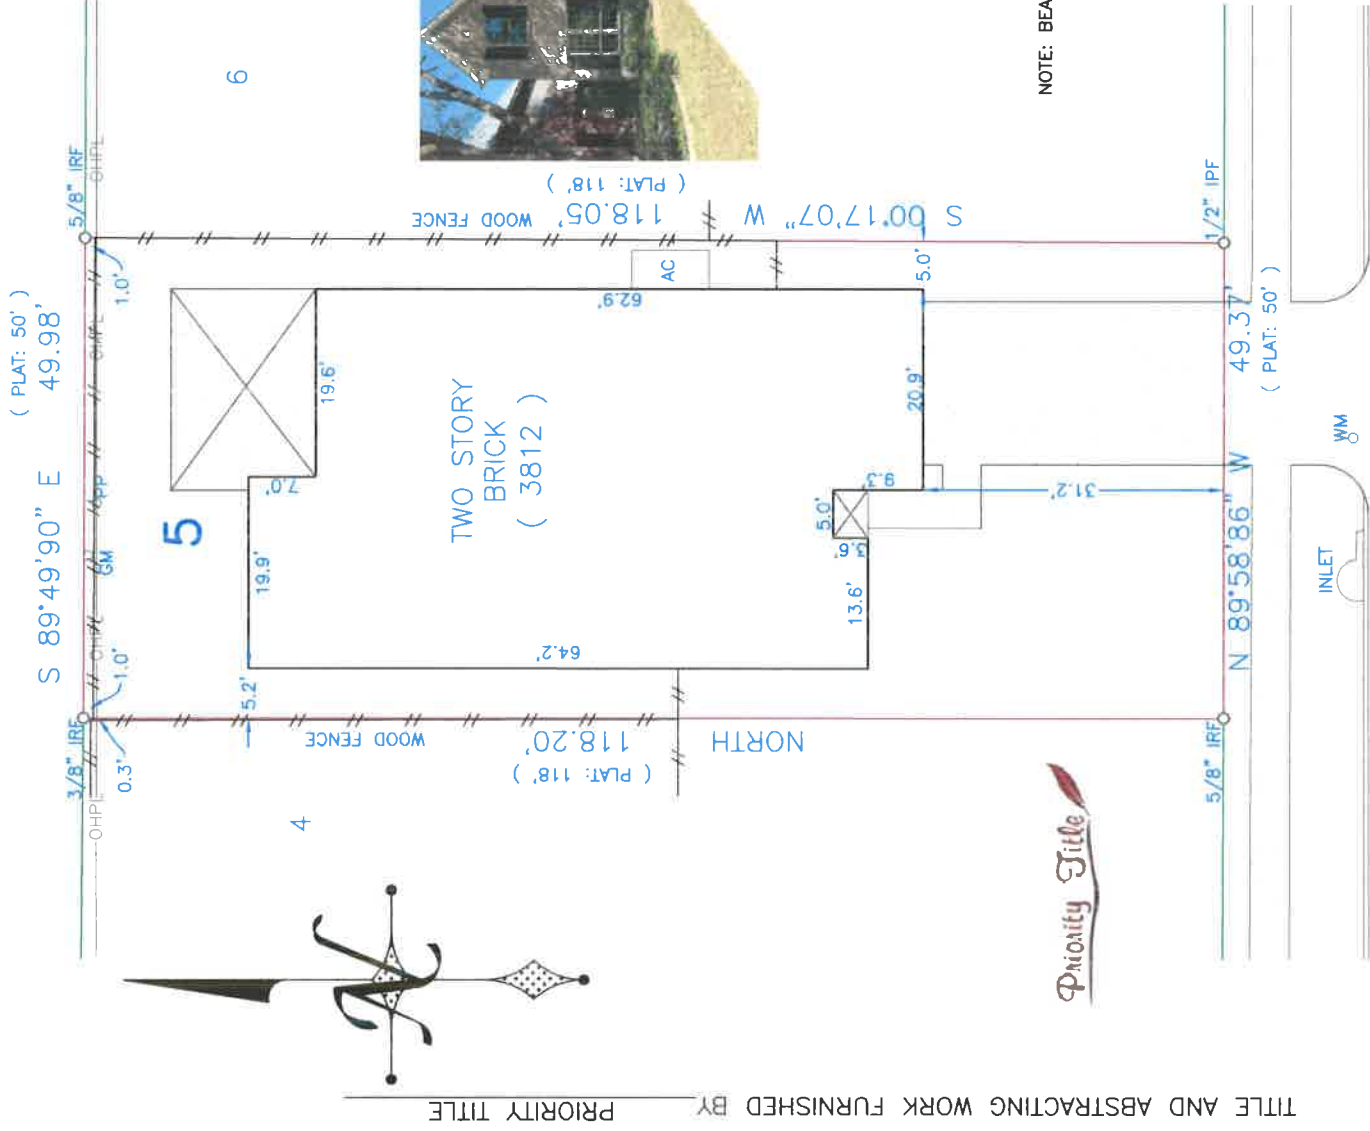 ( PLAT: 50' )
S 89°49'90" E 49.98'
3/8" IRF
5/8" IRF
OHPL
OHPL
OHPL
OHPL
GM
PP
1.0'
1.0'
0.3'
6
4
5
5.2'
19.9'
7.0'
19.6'
WOOD FENCE
118.20'
( PLAT: 118' )
NORTH
WOOD FENCE
118.05'
( PLAT: 118' )
S 00°17'07" W
64.2'
62.9'
AC
TWO STORY
BRICK
( 3812 )
5.0'
3.6'
9.3'
13.6'
20.9'
5.0'
31.2'
5/8" IRF
1/2" IPF
N 89°58'86" W 49.37'
( PLAT: 50' )
WM
INLET
NOTE: BEA
Priority Title
TITLE AND ABSTRACTING WORK FURNISHED BY PRIORITY TITLE